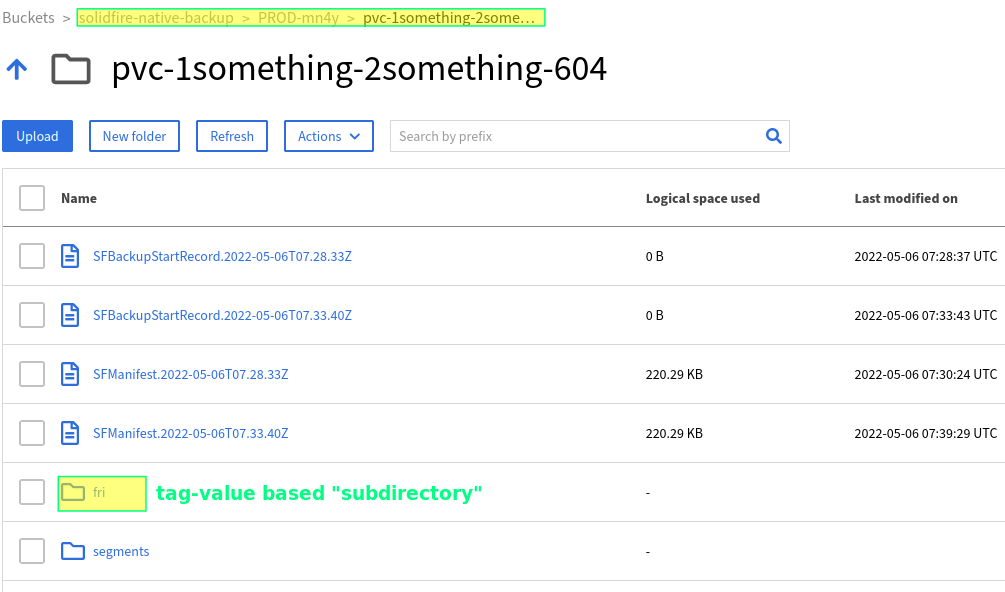 Buckets > solidfire-native-backup > PROD-mn4y > pvc-1something-2some...
pvc-1something-2something-604
Upload New folder Refresh Actions Search by prefix
Name Logical space used Last modified on
SFBackupStartRecord.2022-05-06T07.28.33Z 0 B 2022-05-06 07:28:37 UTC
SFBackupStartRecord.2022-05-06T07.33.40Z 0 B 2022-05-06 07:33:43 UTC
SFManifest.2022-05-06T07.28.33Z 220.29 KB 2022-05-06 07:30:24 UTC
SFManifest.2022-05-06T07.33.40Z 220.29 KB 2022-05-06 07:39:29 UTC
fri tag-value based "subdirectory" -
segments -